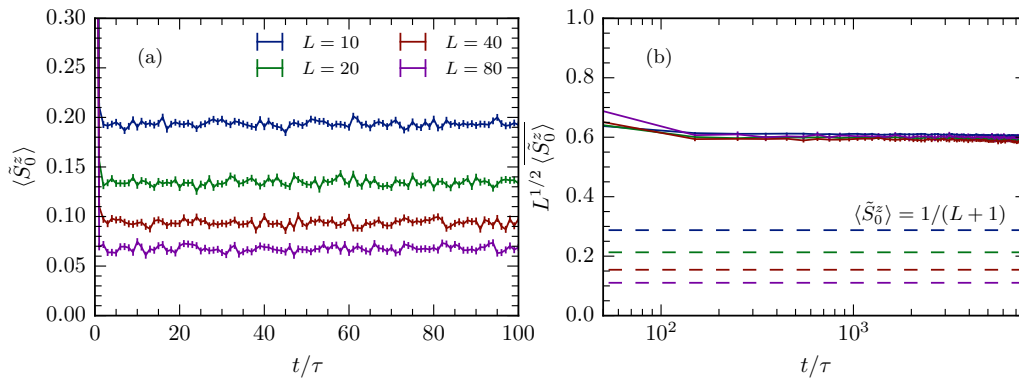 (a)
L = 10
L = 40
L = 20
L = 80
0.30
0.25
0.20
0.15
0.10
0.05
0.00
⟨S̃₀ᶻ⟩
0
20
40
60
80
100
t/τ
(b)
1.0
0.8
0.6
0.4
0.2
0.0
L^{1/2} \overline{⟨S̃₀ᶻ⟩}
⟨S̃₀ᶻ⟩ = 1/(L + 1)
10²
10³
t/τ